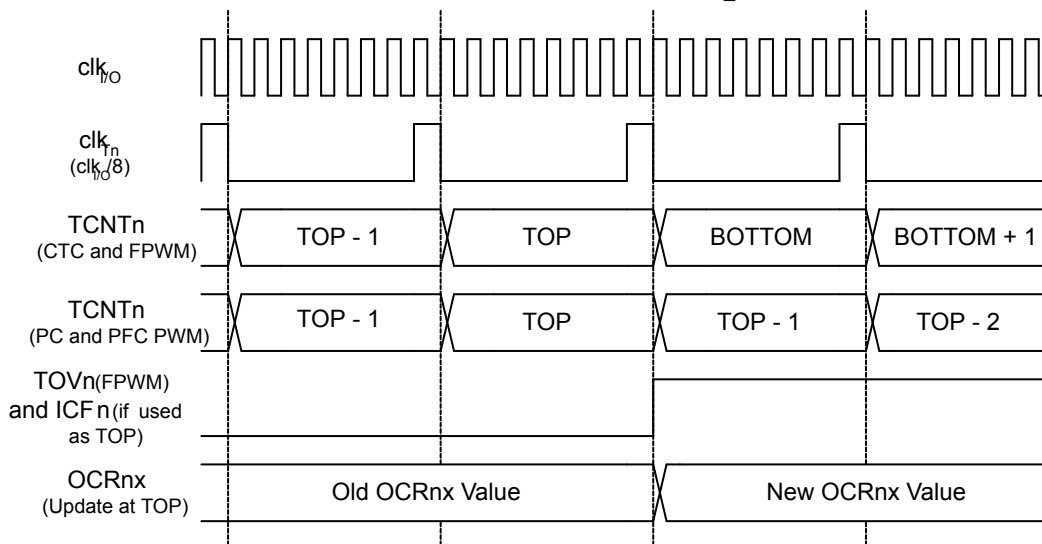 clkI/O
clkTn
(clkI/O/8)
TCNTn
(CTC and FPWM)
TOP - 1
TOP
BOTTOM
BOTTOM + 1
TCNTn
(PC and PFC PWM)
TOP - 1
TOP
TOP - 1
TOP - 2
TOVn(FPWM)
and ICFn(if used
as TOP)
OCRnx
(Update at TOP)
Old OCRnx Value
New OCRnx Value